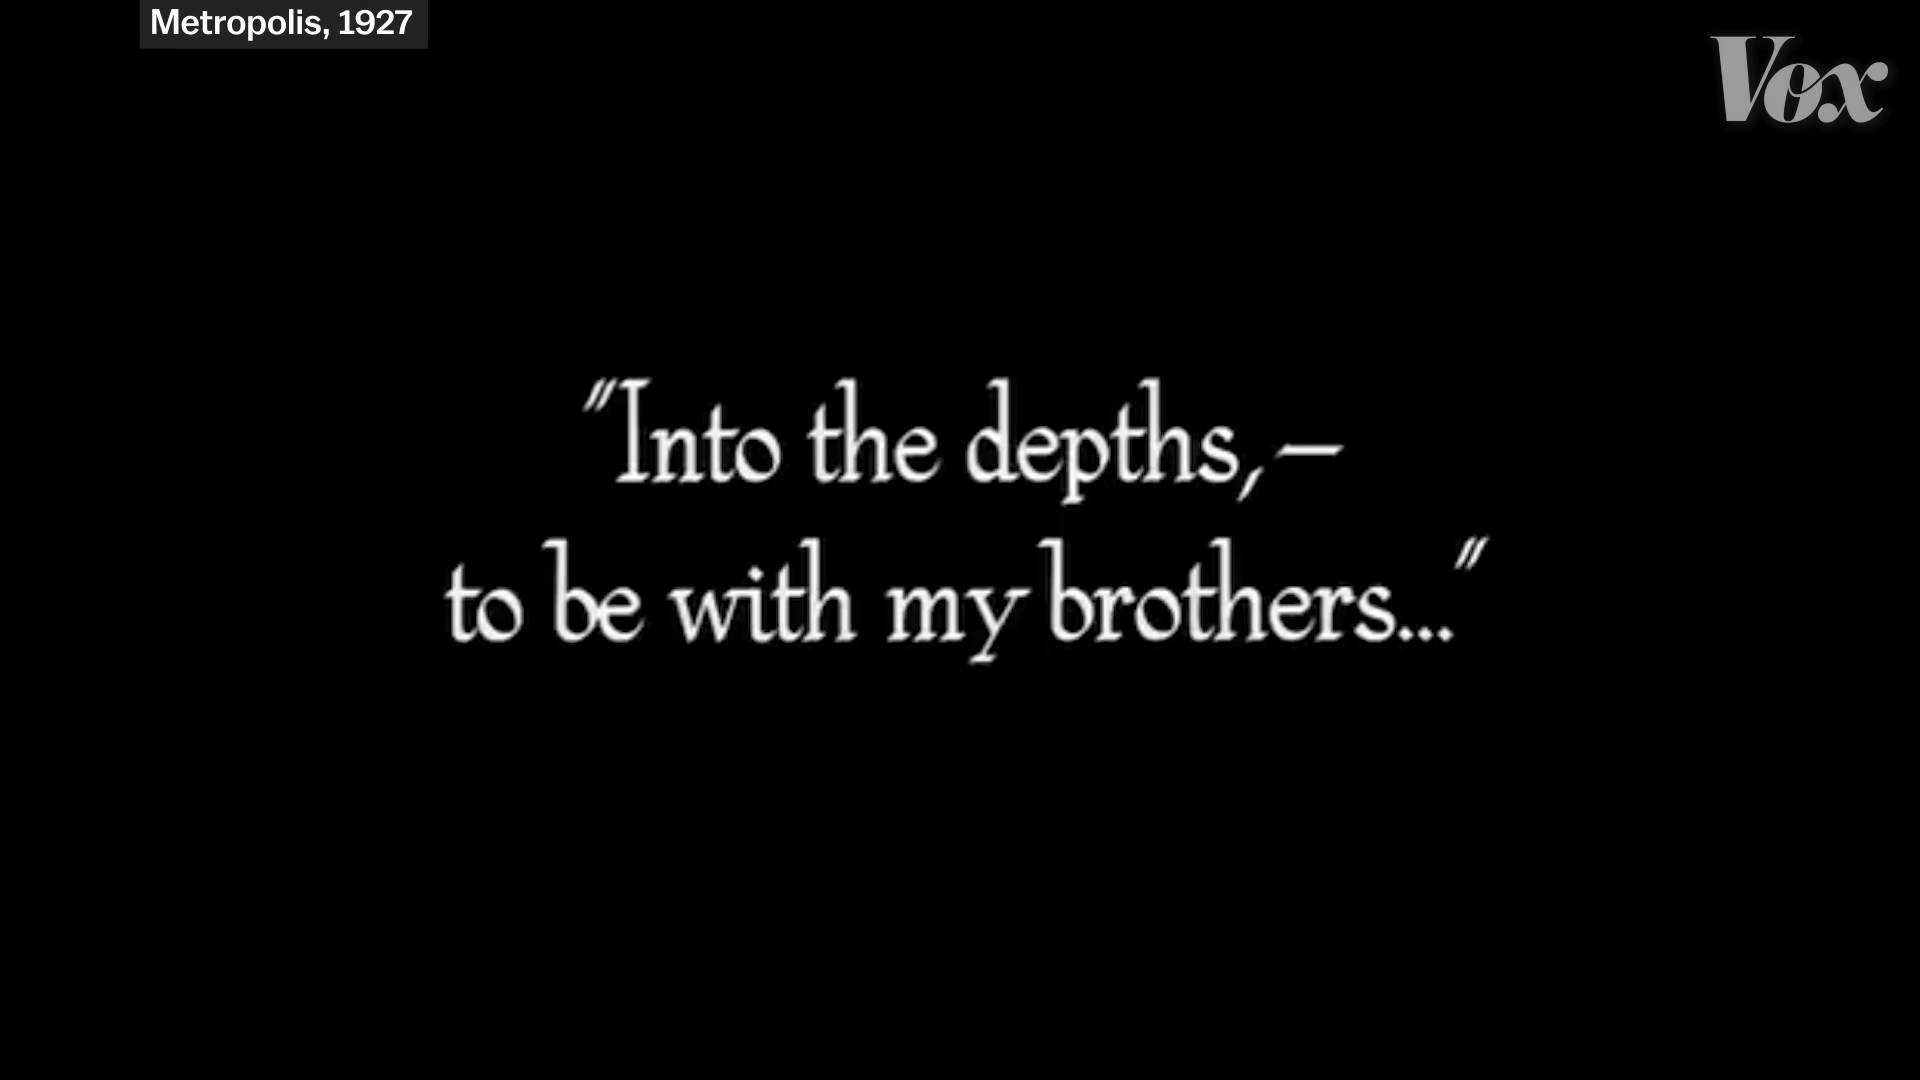 Metropolis, 1927
Vox
"Into the depths,—
to be with my brothers..."